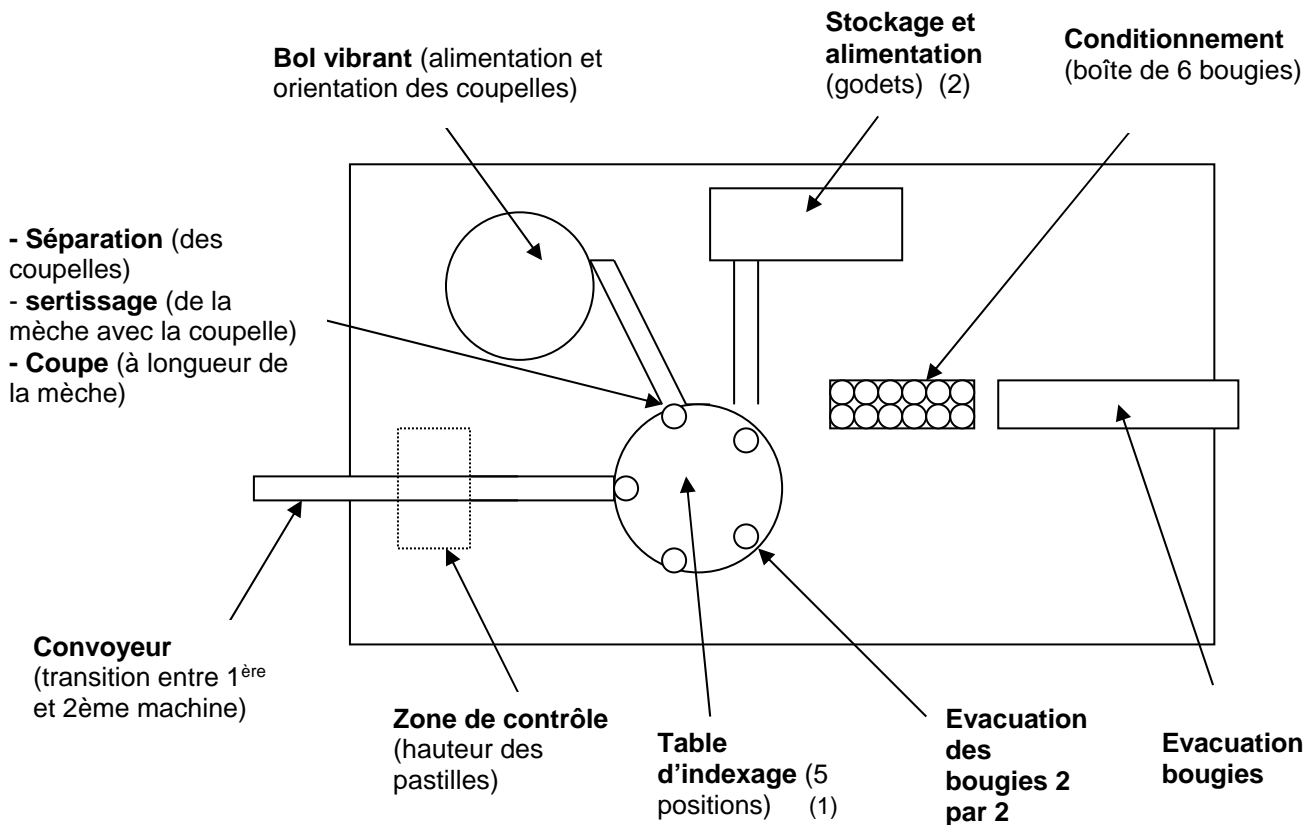 Stockage et
alimentation
(godets) (2)
Conditionnement
(boîte de 6 bougies)
Bol vibrant (alimentation et
orientation des coupelles)
- Séparation (des
coupelles)
- sertissage (de la
mèche avec la coupelle)
- Coupe (à longueur de
la mèche)
Convoyeur
(transition entre 1ère
et 2ème machine)
Zone de contrôle
(hauteur des
pastilles)
Table
d'indexage (5
positions) (1)
Evacuation
des
bougies 2
par 2
Evacuation
bougies